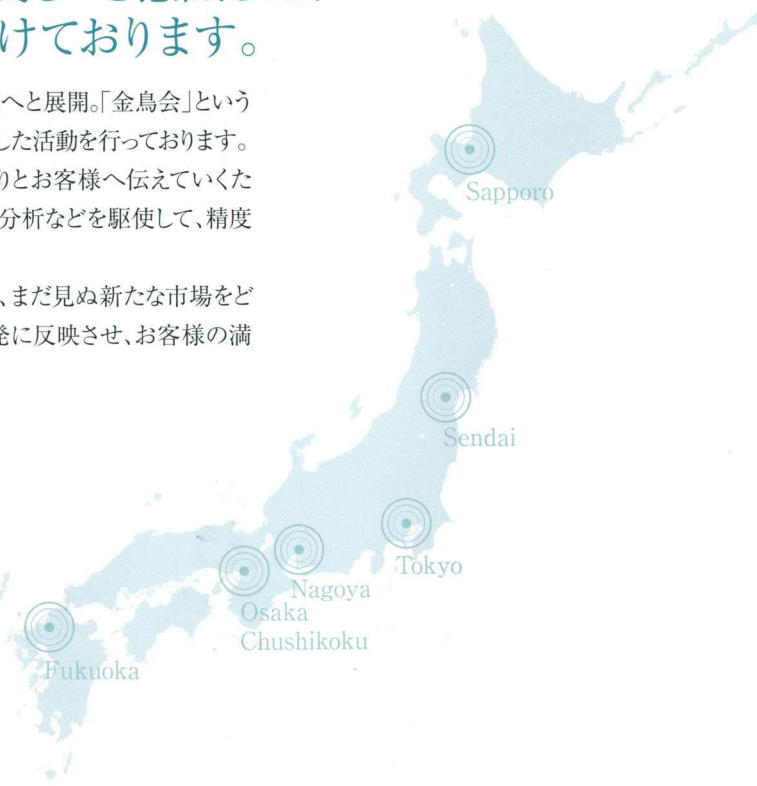 けております。
へと展開。「金鳥会」という
した活動を行っております。
りとお客様へ伝えていくた
分析などを駆使して、精度
、まだ見ぬ新たな市場をど
発に反映させ、お客様の満
Sapporo
Sendai
Tokyo
Nagoya
Osaka
Chushikoku
Fukuoka